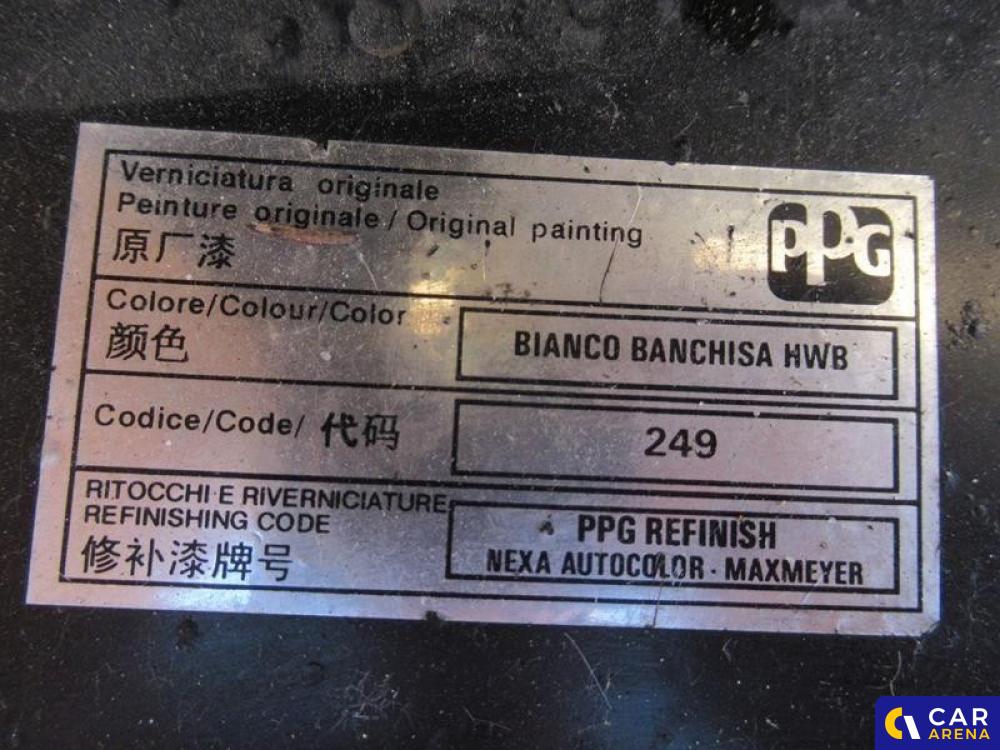 Verniciatura originale
Peinture originale / Original painting
原厂漆
PPG
Colore/Colour/Color
颜色
BIANCO BANCHISA HWB
Codice/Code/ 代码
249
RITOCCHI E RIVERNICIATURE
REFINISHING CODE
修补漆牌号
PPG REFINISH
NEXA AUTOCOLOR · MAXMEYER
CAR
ARENA